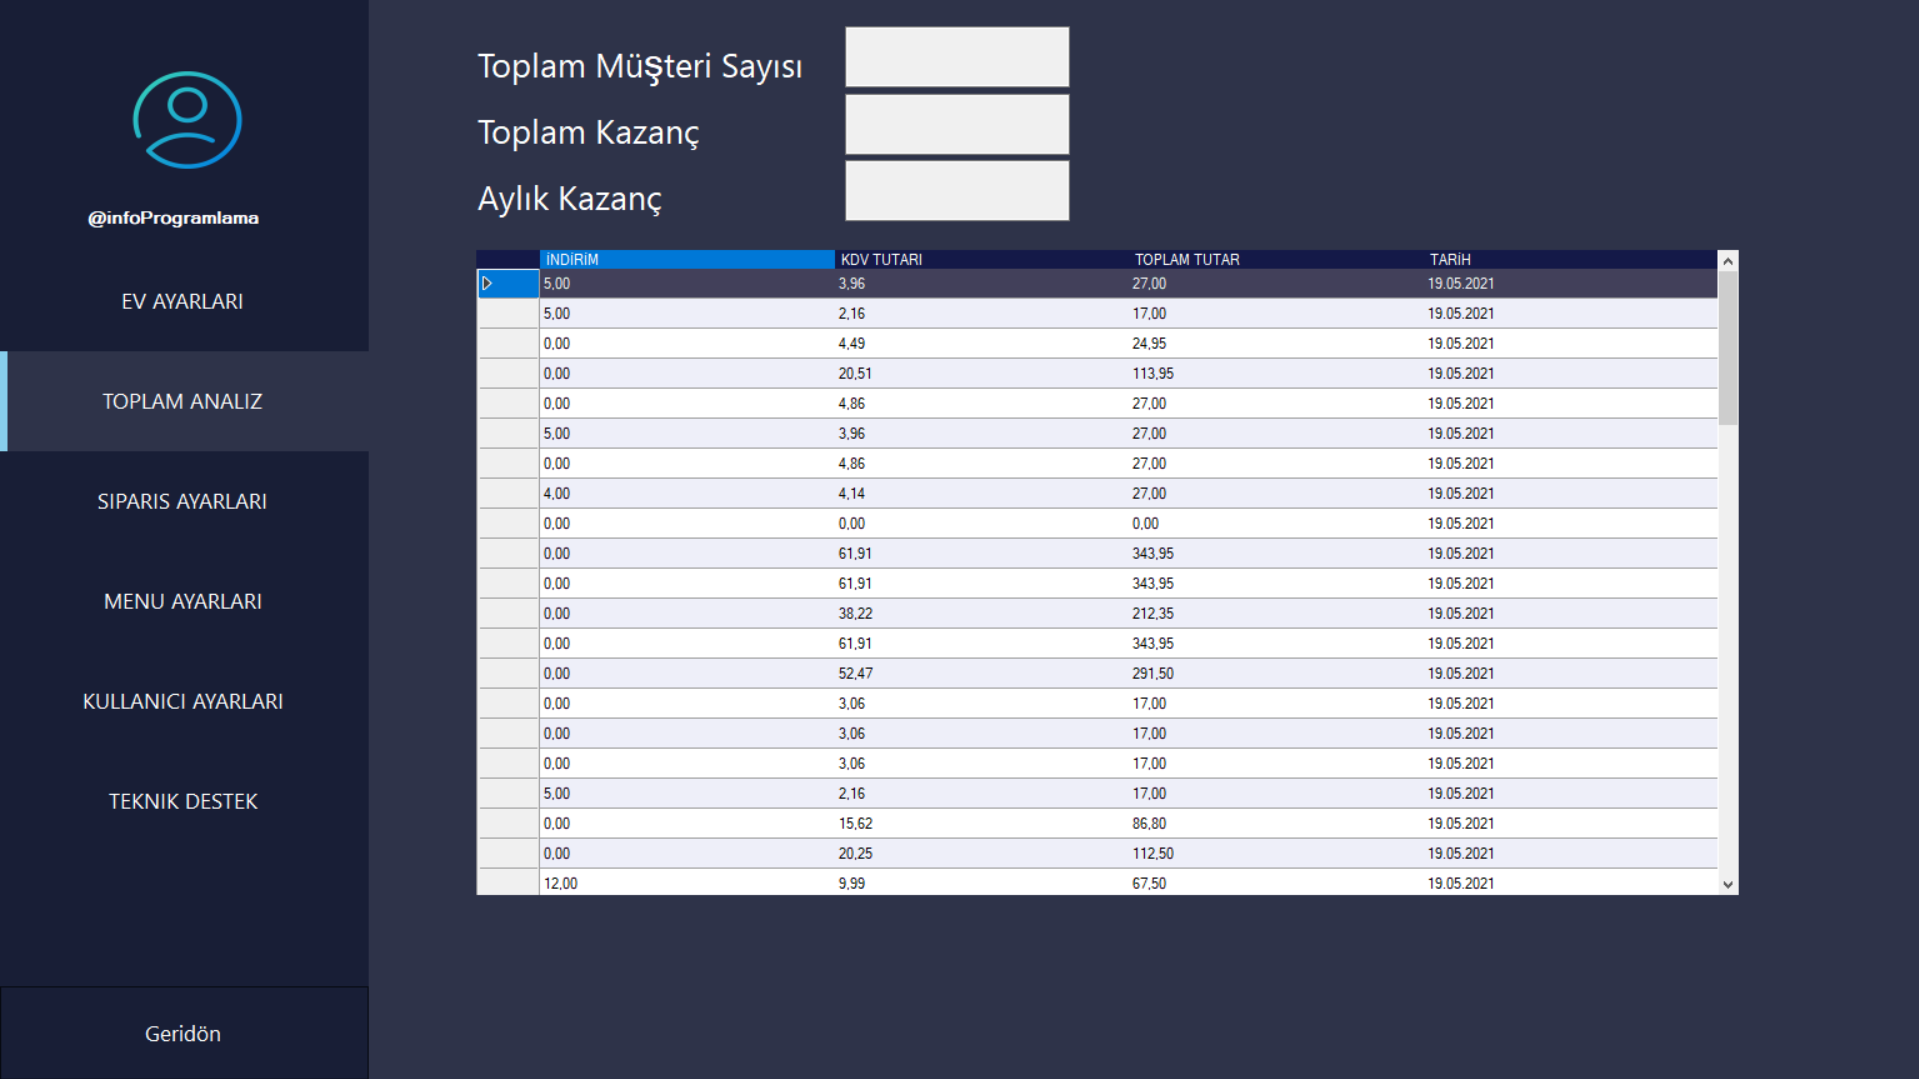 @infoProgramlama
EV AYARLARI
TOPLAM ANALIZ
SIPARIS AYARLARI
MENU AYARLARI
KULLANICI AYARLARI
TEKNIK DESTEK
Geridön
Toplam Müşteri Sayısı
Toplam Kazanç
Aylık Kazanç
İNDİRİM KDV TUTARI TOPLAM TUTAR TARİH
5,00 3,96 27,00 19.05.2021
5,00 2,16 17,00 19.05.2021
0,00 4,49 24,95 19.05.2021
0,00 20,51 113,95 19.05.2021
0,00 4,86 27,00 19.05.2021
5,00 3,96 27,00 19.05.2021
0,00 4,86 27,00 19.05.2021
4,00 4,14 27,00 19.05.2021
0,00 0,00 0,00 19.05.2021
0,00 61,91 343,95 19.05.2021
0,00 61,91 343,95 19.05.2021
0,00 38,22 212,35 19.05.2021
0,00 61,91 343,95 19.05.2021
0,00 52,47 291,50 19.05.2021
0,00 3,06 17,00 19.05.2021
0,00 3,06 17,00 19.05.2021
0,00 3,06 17,00 19.05.2021
5,00 2,16 17,00 19.05.2021
0,00 15,62 86,80 19.05.2021
0,00 20,25 112,50 19.05.2021
12,00 9,99 67,50 19.05.2021